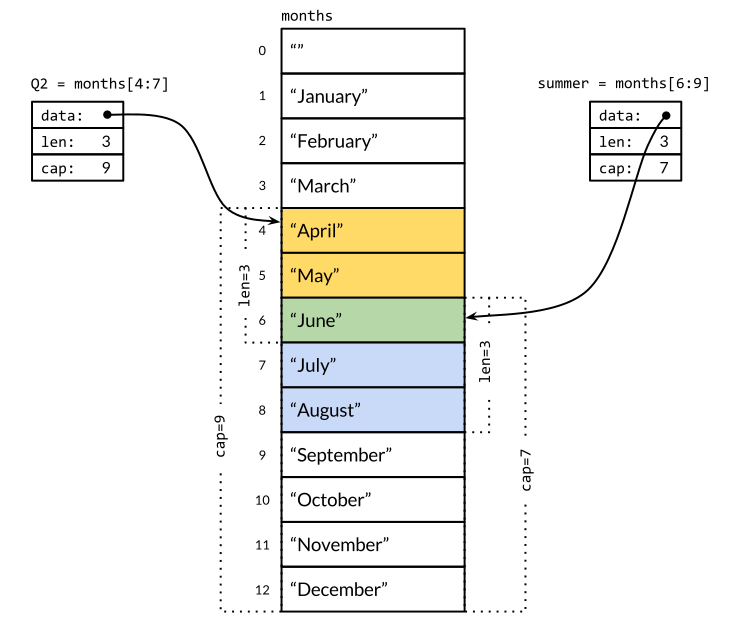 months
0 “”
Q2 = months[4:7]
data:
len: 3
cap: 9
summer = months[6:9]
data:
len: 3
cap: 7
1 “January”
2 “February”
3 “March”
4 “April”
5 “May”
6 “June”
7 “July”
8 “August”
9 “September”
10 “October”
11 “November”
12 “December”
len=3
cap=9
len=3
cap=7